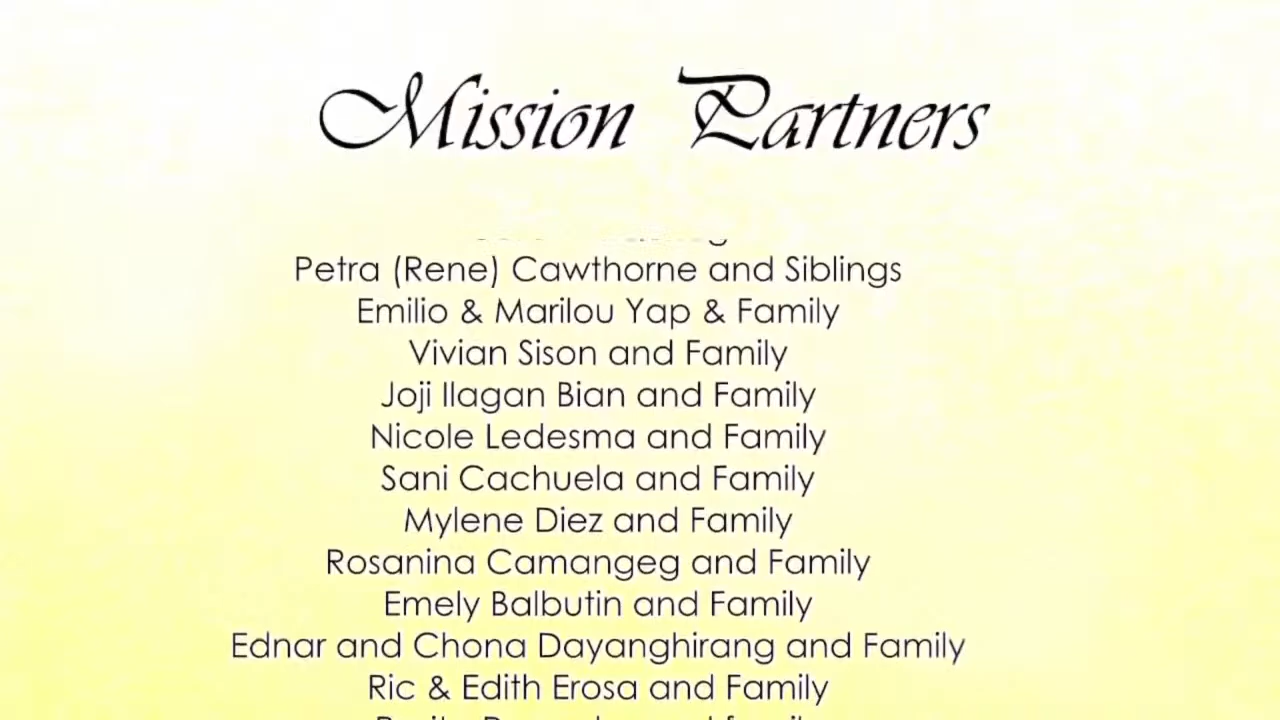 Mission Partners
Petra (Rene) Cawthorne and Siblings
Emilio & Marilou Yap & Family
Vivian Sison and Family
Joji Ilagan Bian and Family
Nicole Ledesma and Family
Sani Cachuela and Family
Mylene Diez and Family
Rosanina Camangeg and Family
Emely Balbutin and Family
Ednar and Chona Dayanghirang and Family
Ric & Edith Erosa and Family